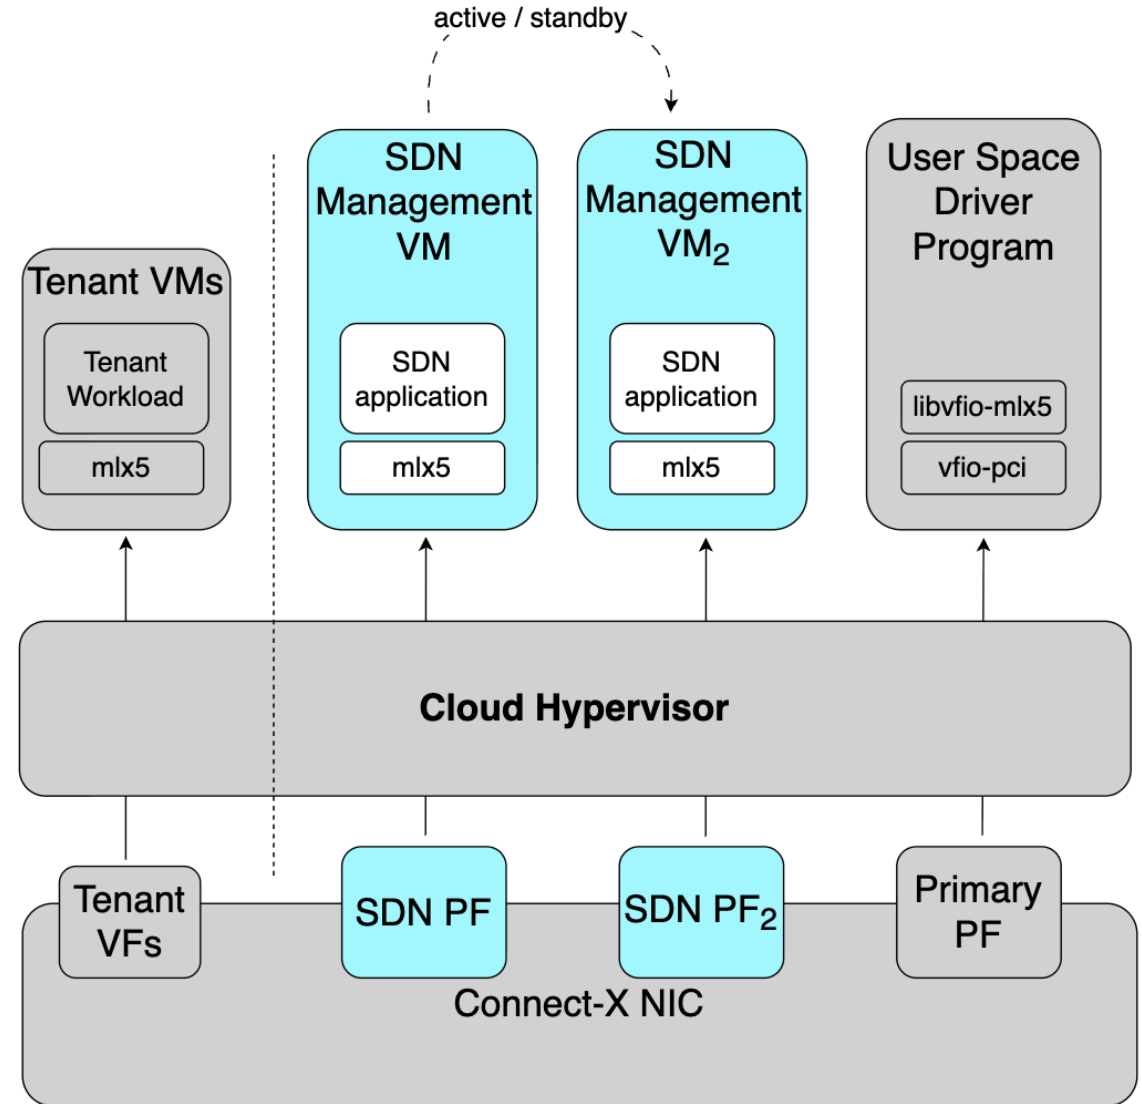 active / standby
SDN
Management
VM
SDN
Management
VM₂
User Space
Driver
Program
Tenant VMs
Tenant
Workload
mlx5
SDN
application
mlx5
SDN
application
mlx5
libvfio-mlx5
vfio-pci
Cloud Hypervisor
Tenant
VFs
SDN PF
SDN PF₂
Primary
PF
Connect-X NIC